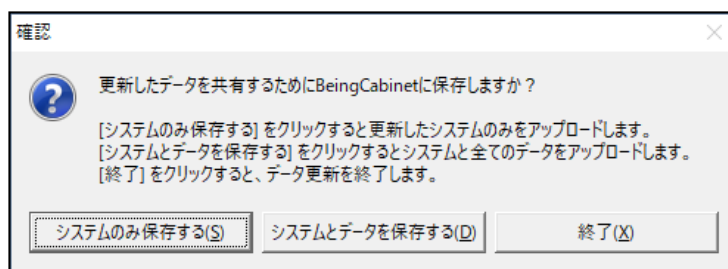 確認
更新したデータを共有するためにBeingCabinetに保存しますか？
[システムのみ保存する] をクリックすると更新したシステムのみをアップロードします。
[システムとデータを保存する] をクリックするとシステムと全てのデータをアップロードします。
[終了] をクリックすると、データ更新を終了します。
システムのみ保存する(S) システムとデータを保存する(D) 終了(X)